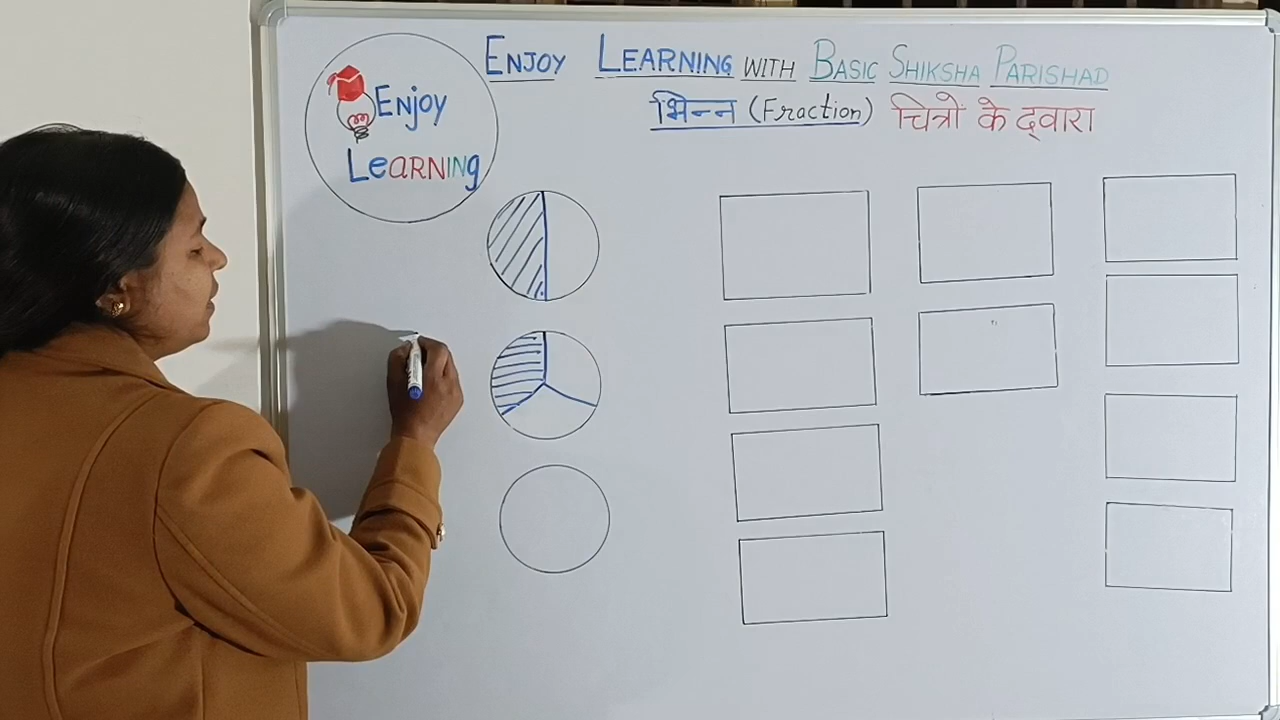 Enjoy
Learning
ENJOY LEARNING WITH BASIC SHIKSHA PARISHAD
भिन्न (Fraction) चित्रों के द्वारा